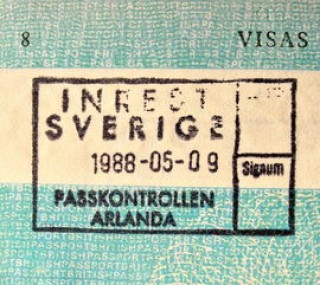 8 VISAS
INREST
SVERIGE
1988-05-09
Signum
PASSKONTROLLEN
ARLANDA